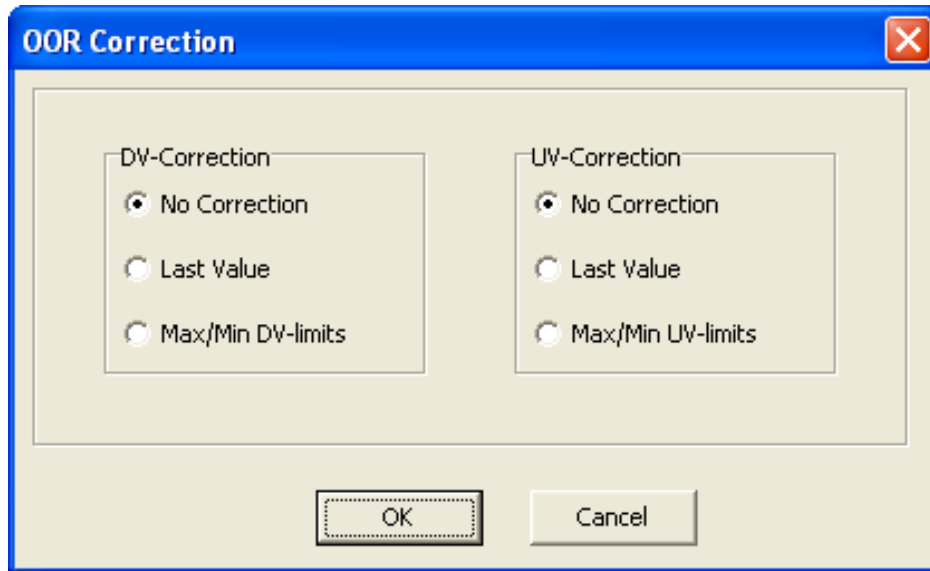 OOR Correction
DV-Correction
No Correction
Last Value
Max/Min DV-limits
UV-Correction
No Correction
Last Value
Max/Min UV-limits
OK
Cancel